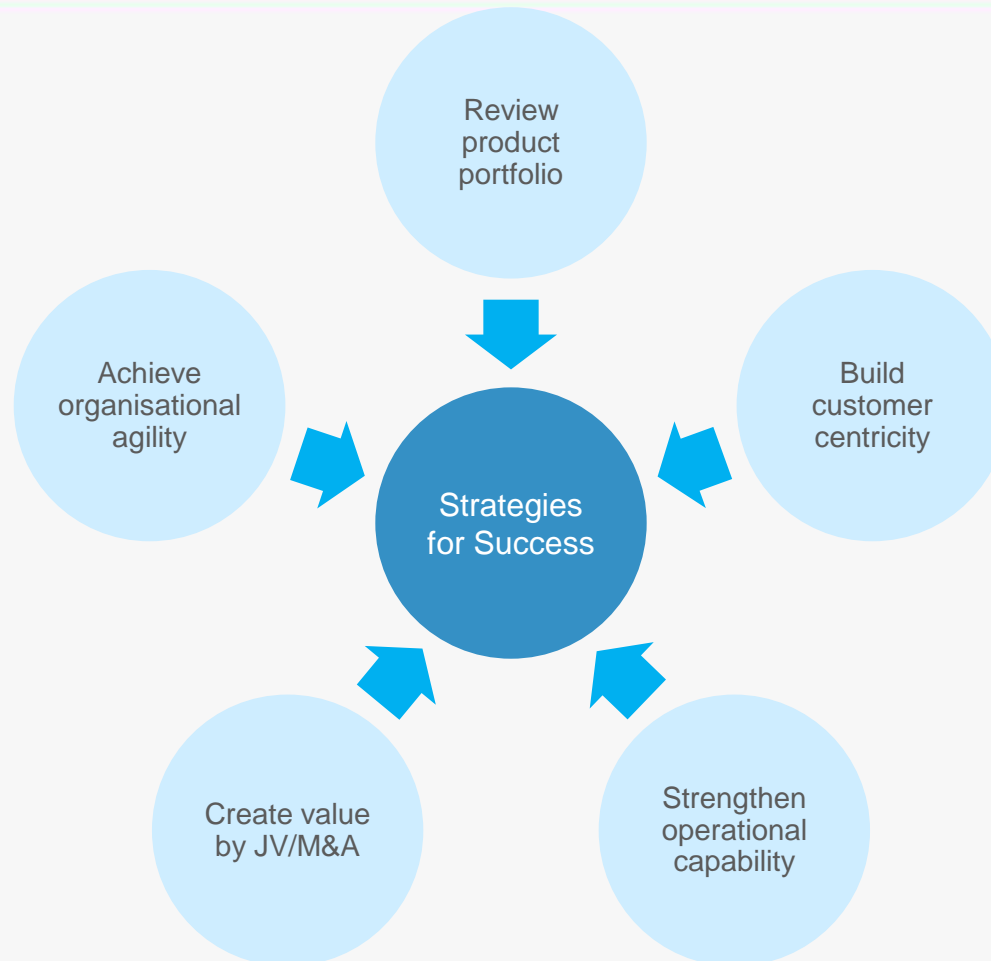 Review
product
portfolio
Achieve
organisational
agility
Build
customer
centricity
Strategies
for Success
Create value
by JV/M&A
Strengthen
operational
capability